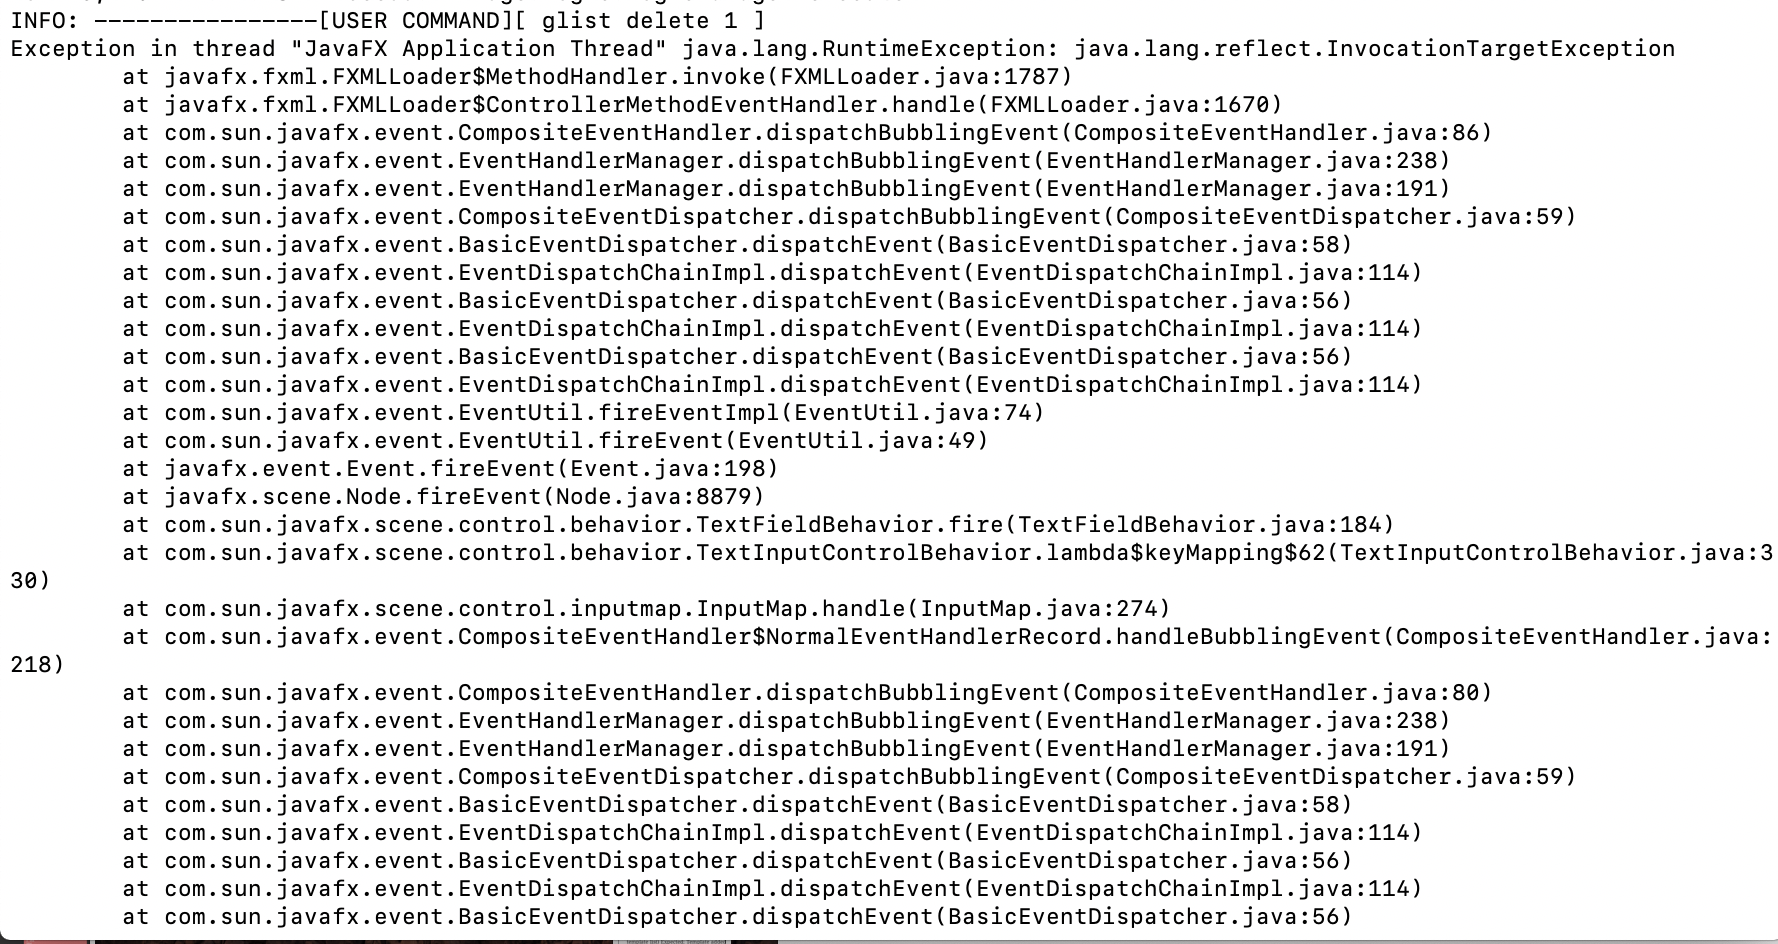 INFO: ----------------[USER COMMAND][ glist delete 1 ]
Exception in thread "JavaFX Application Thread" java.lang.RuntimeException: java.lang.reflect.InvocationTargetException
at javafx.fxml.FXMLLoader$MethodHandler.invoke(FXMLLoader.java:1787)
at javafx.fxml.FXMLLoader$ControllerMethodEventHandler.handle(FXMLLoader.java:1670)
at com.sun.javafx.event.CompositeEventHandler.dispatchBubblingEvent(CompositeEventHandler.java:86)
at com.sun.javafx.event.EventHandlerManager.dispatchBubblingEvent(EventHandlerManager.java:238)
at com.sun.javafx.event.EventHandlerManager.dispatchBubblingEvent(EventHandlerManager.java:191)
at com.sun.javafx.event.CompositeEventDispatcher.dispatchBubblingEvent(CompositeEventDispatcher.java:59)
at com.sun.javafx.event.BasicEventDispatcher.dispatchEvent(BasicEventDispatcher.java:58)
at com.sun.javafx.event.EventDispatchChainImpl.dispatchEvent(EventDispatchChainImpl.java:114)
at com.sun.javafx.event.BasicEventDispatcher.dispatchEvent(BasicEventDispatcher.java:56)
at com.sun.javafx.event.EventDispatchChainImpl.dispatchEvent(EventDispatchChainImpl.java:114)
at com.sun.javafx.event.BasicEventDispatcher.dispatchEvent(BasicEventDispatcher.java:56)
at com.sun.javafx.event.EventDispatchChainImpl.dispatchEvent(EventDispatchChainImpl.java:114)
at com.sun.javafx.event.EventUtil.fireEventImpl(EventUtil.java:74)
at com.sun.javafx.event.EventUtil.fireEvent(EventUtil.java:49)
at javafx.event.Event.fireEvent(Event.java:198)
at javafx.scene.Node.fireEvent(Node.java:8879)
at com.sun.javafx.scene.control.behavior.TextFieldBehavior.fire(TextFieldBehavior.java:184)
at com.sun.javafx.scene.control.behavior.TextInputControlBehavior.lambda$keyMapping$62(TextInputControlBehavior.java:3
30)
at com.sun.javafx.scene.control.inputmap.InputMap.handle(InputMap.java:274)
at com.sun.javafx.event.CompositeEventHandler$NormalEventHandlerRecord.handleBubblingEvent(CompositeEventHandler.java:
218)
at com.sun.javafx.event.CompositeEventHandler.dispatchBubblingEvent(CompositeEventHandler.java:80)
at com.sun.javafx.event.EventHandlerManager.dispatchBubblingEvent(EventHandlerManager.java:238)
at com.sun.javafx.event.EventHandlerManager.dispatchBubblingEvent(EventHandlerManager.java:191)
at com.sun.javafx.event.CompositeEventDispatcher.dispatchBubblingEvent(CompositeEventDispatcher.java:59)
at com.sun.javafx.event.BasicEventDispatcher.dispatchEvent(BasicEventDispatcher.java:58)
at com.sun.javafx.event.EventDispatchChainImpl.dispatchEvent(EventDispatchChainImpl.java:114)
at com.sun.javafx.event.BasicEventDispatcher.dispatchEvent(BasicEventDispatcher.java:56)
at com.sun.javafx.event.EventDispatchChainImpl.dispatchEvent(EventDispatchChainImpl.java:114)
at com.sun.javafx.event.BasicEventDispatcher.dispatchEvent(BasicEventDispatcher.java:56)